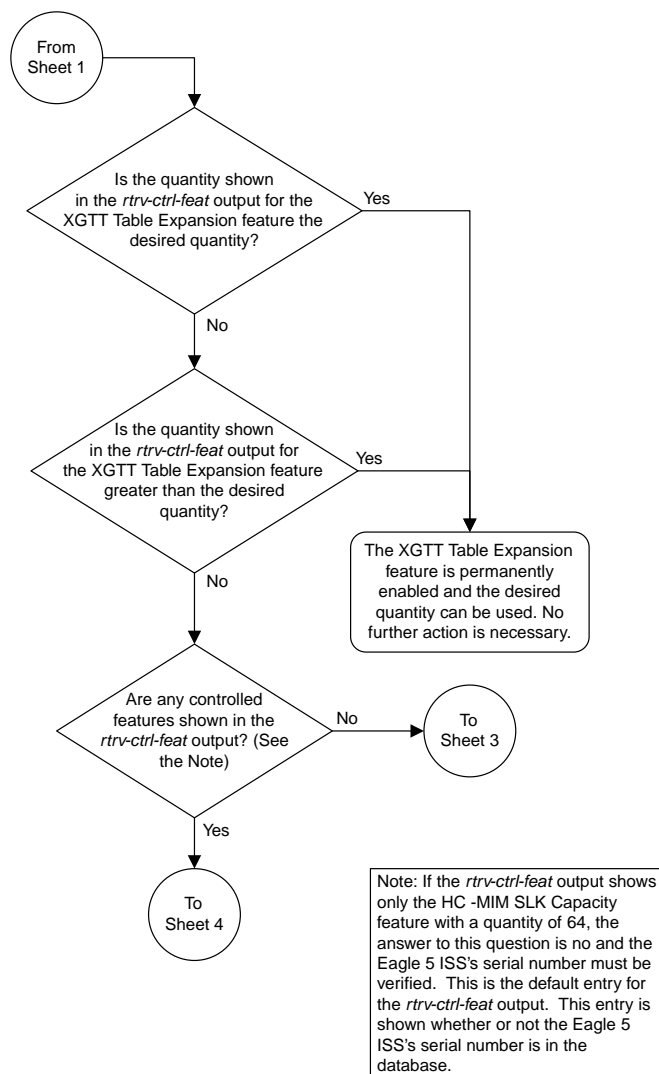 From
Sheet 1
Is the quantity shown
in the rtrv-ctrl-feat output for the
XGTT Table Expansion feature the
desired quantity?
Yes
No
Is the quantity shown
in the rtrv-ctrl-feat output for
the XGTT Table Expansion feature
greater than the desired
quantity?
Yes
No
The XGTT Table Expansion
feature is permanently
enabled and the desired
quantity can be used. No
further action is necessary.
Are any controlled
features shown in the
rtrv-ctrl-feat output? (See
the Note)
No
To
Sheet 3
Yes
To
Sheet 4
Note: If the rtrv-ctrl-feat output shows
only the HC -MIM SLK Capacity
feature with a quantity of 64, the
answer to this question is no and the
Eagle 5 ISS's serial number must be
verified.  This is the default entry for
the rtrv-ctrl-feat output.  This entry is
shown whether or not the Eagle 5
ISS's serial number is in the
database.